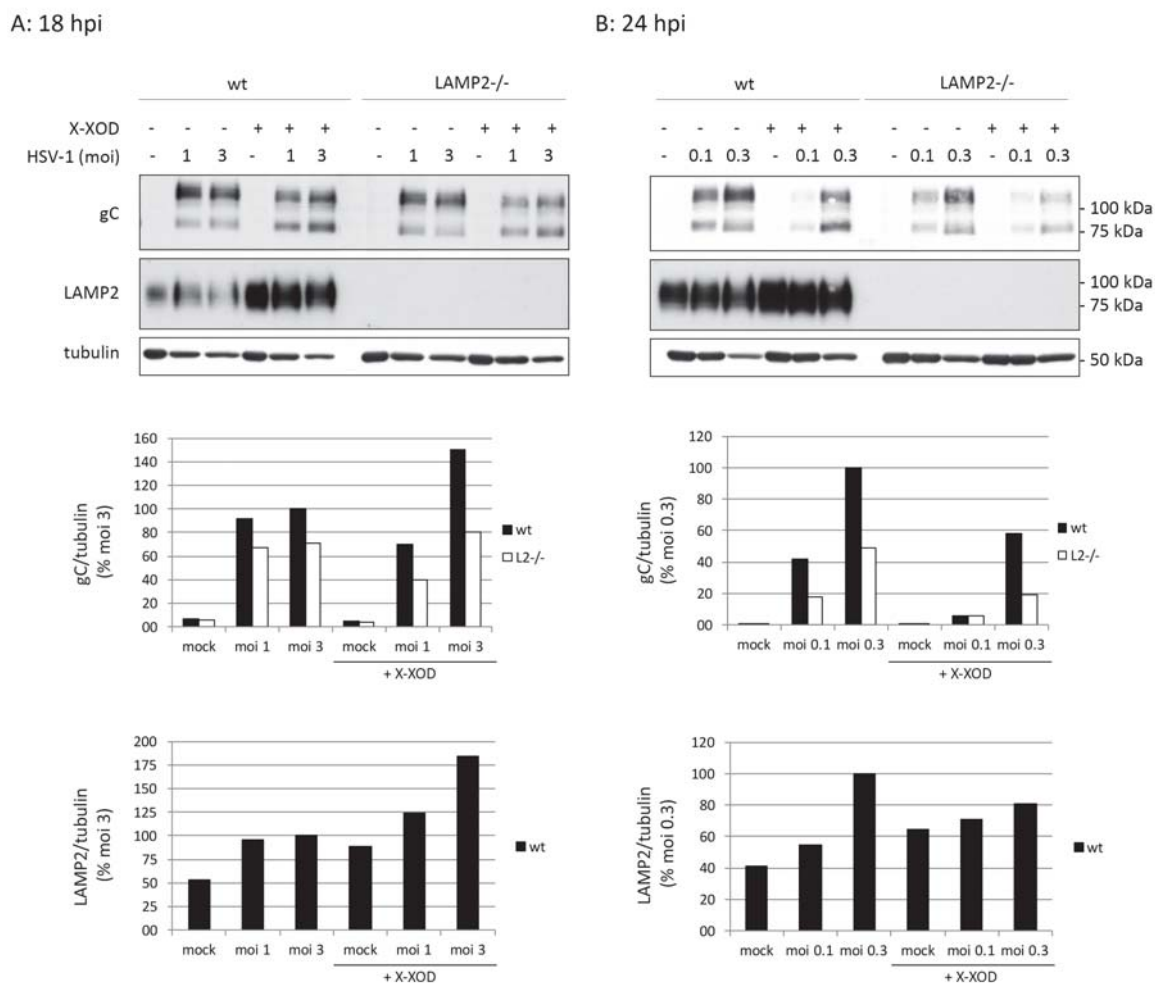 A: 18 hpi
B: 24 hpi
wt
LAMP2-/-
X-XOD
- - - + + + - - - + + +
HSV-1 (moi)
- 1 3 - 1 3 - 1 3 - 1 3
gC
LAMP2
tubulin
wt
LAMP2-/-
- - - + + + - - - + + +
- 0.1 0.3 - 0.1 0.3 - 0.1 0.3 - 0.1 0.3
- 100 kDa
- 75 kDa
- 100 kDa
- 75 kDa
- 50 kDa
gC/tubulin
(% moi 3)
160
140
120
100
80
60
40
20
00
mock moi 1 moi 3 mock moi 1 moi 3
+ X-XOD
wt
L2-/-
gC/tubulin
(% moi 0.3)
120
100
80
60
40
20
00
mock moi 0.1 moi 0.3 mock moi 0.1 moi 0.3
+ X-XOD
wt
L2-/-
LAMP2/tubulin
(% moi 3)
200
175
150
125
100
75
50
25
00
mock moi 1 moi 3 mock moi 1 moi 3
+ X-XOD
wt
LAMP2/tubulin
(% moi 0.3)
120
100
80
60
40
20
00
mock moi 0.1 moi 0.3 mock moi 0.1 moi 0.3
+ X-XOD
wt